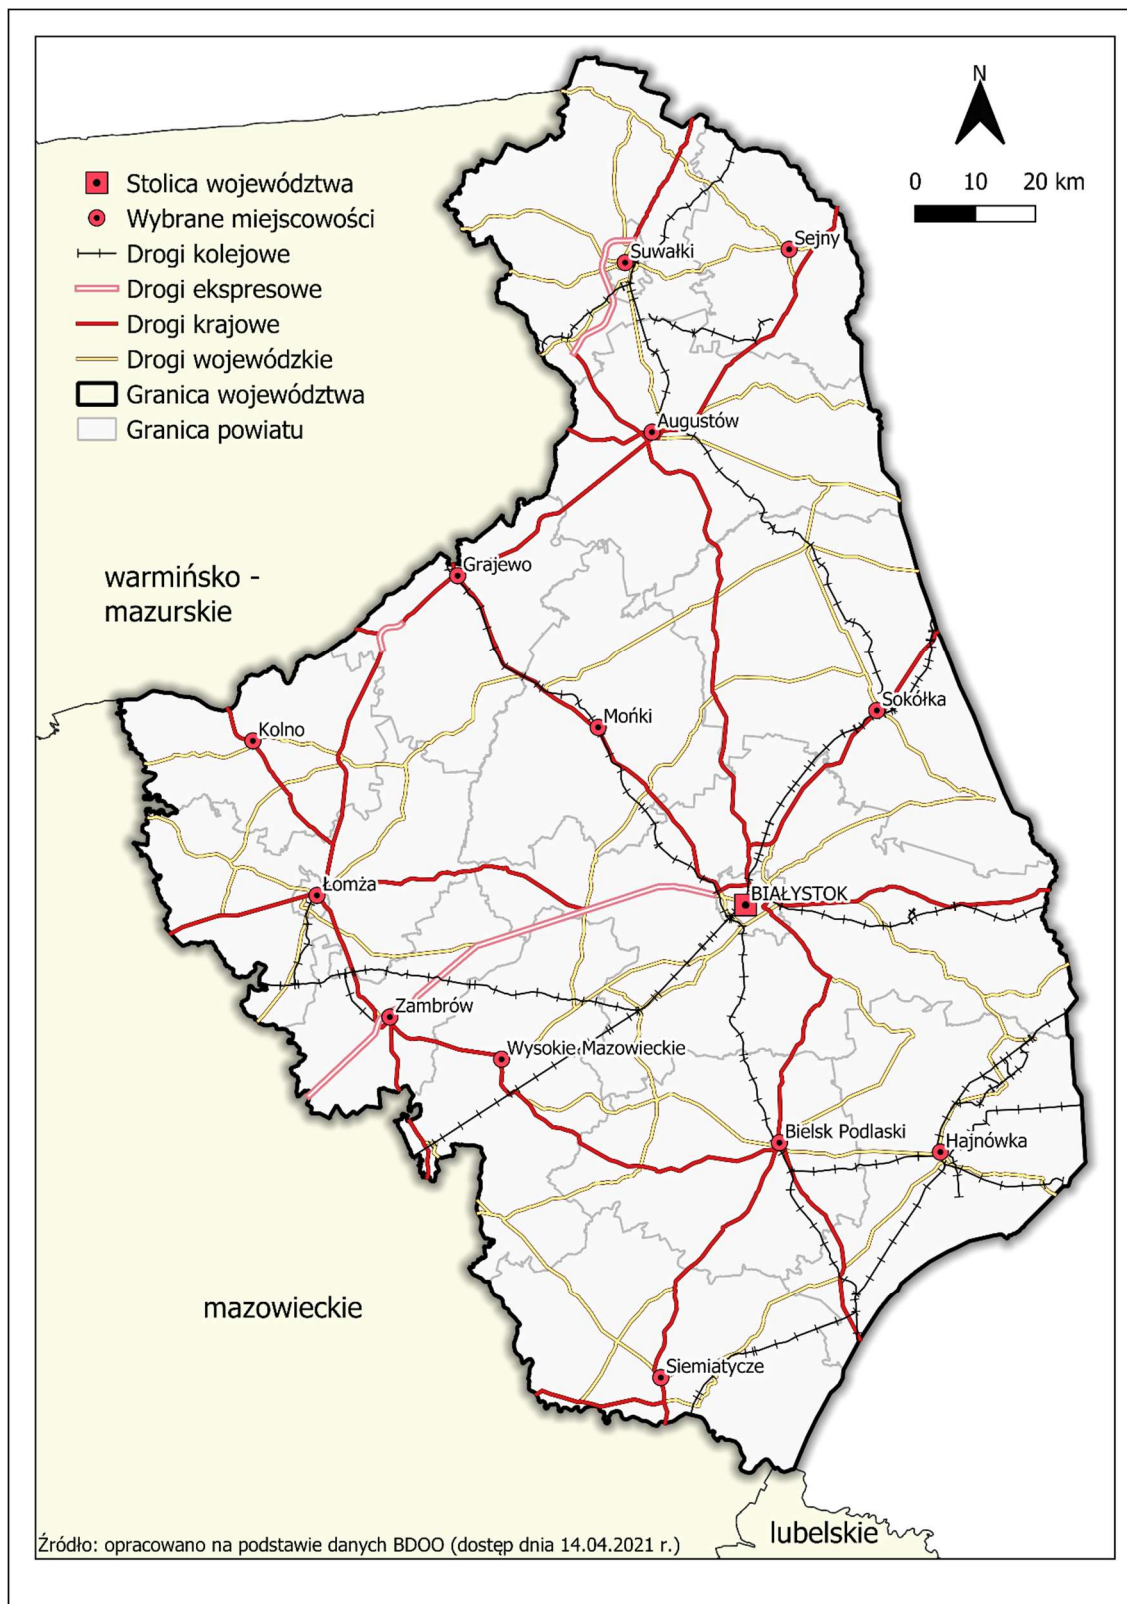 N
0 10 20 km
Stolica województwa
Wybrane miejscowości
Drogi kolejowe
Drogi ekspresowe
Drogi krajowe
Drogi wojewódzkie
Granica województwa
Granica powiatu
Suwałki
Sejny
Augustów
Grajewo
warmińsko -
mazurskie
Sokółka
Mońki
Kolno
Łomża
BIAŁYSTOK
Zambrów
Wysokie Mazowieckie
Bielsk Podlaski
Hajnówka
mazowieckie
Siemiatycze
lubelskie
Źródło: opracowano na podstawie danych BDOO (dostęp dnia 14.04.2021 r.)